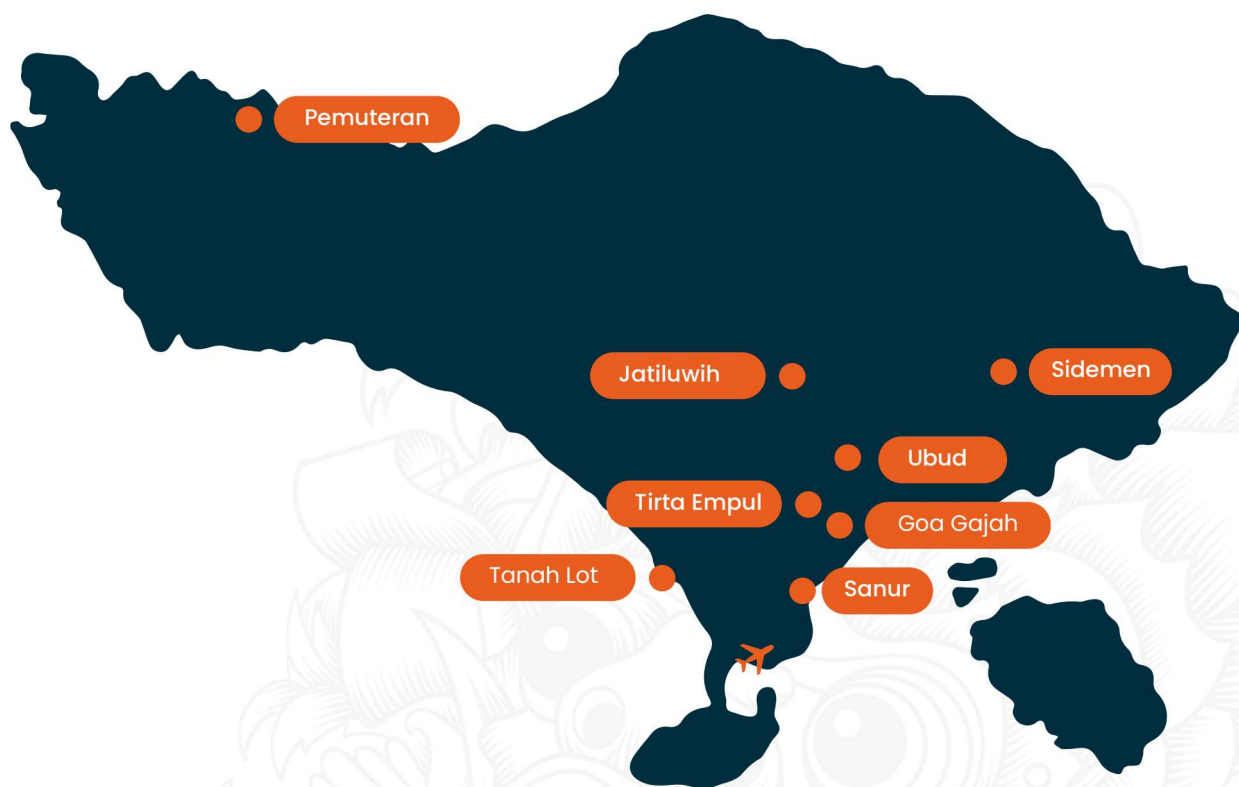 Pemuteran
Jatiluwih
Sidemen
Ubud
Tirta Empul
Goa Gajah
Tanah Lot
Sanur